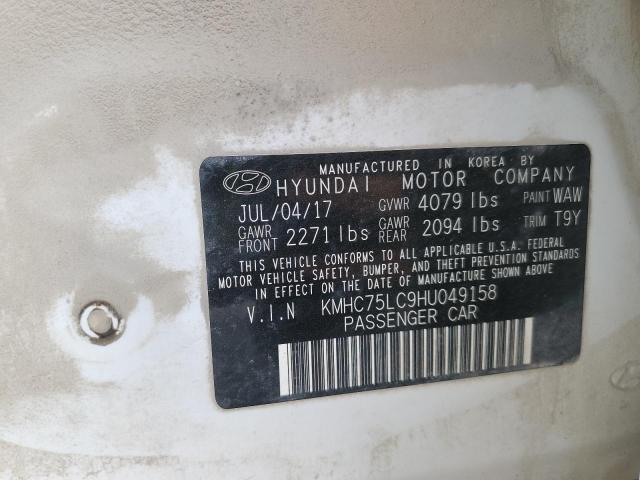 MANUFACTURED IN KOREA BY
HYUNDAI MOTOR COMPANY
JUL/04/17 GVWR 4079 lbs PAINT WAW
GAWR FRONT 2271 lbs GAWR REAR 2094 lbs TRIM T9Y
THIS VEHICLE CONFORMS TO ALL APPLICABLE U.S.A. FEDERAL
MOTOR VEHICLE SAFETY, BUMPER, AND THEFT PREVENTION STANDARDS
IN EFFECT ON THE DATE OF MANUFACTURE SHOWN ABOVE
V.I.N KMHC75LC9HU049158
PASSENGER CAR